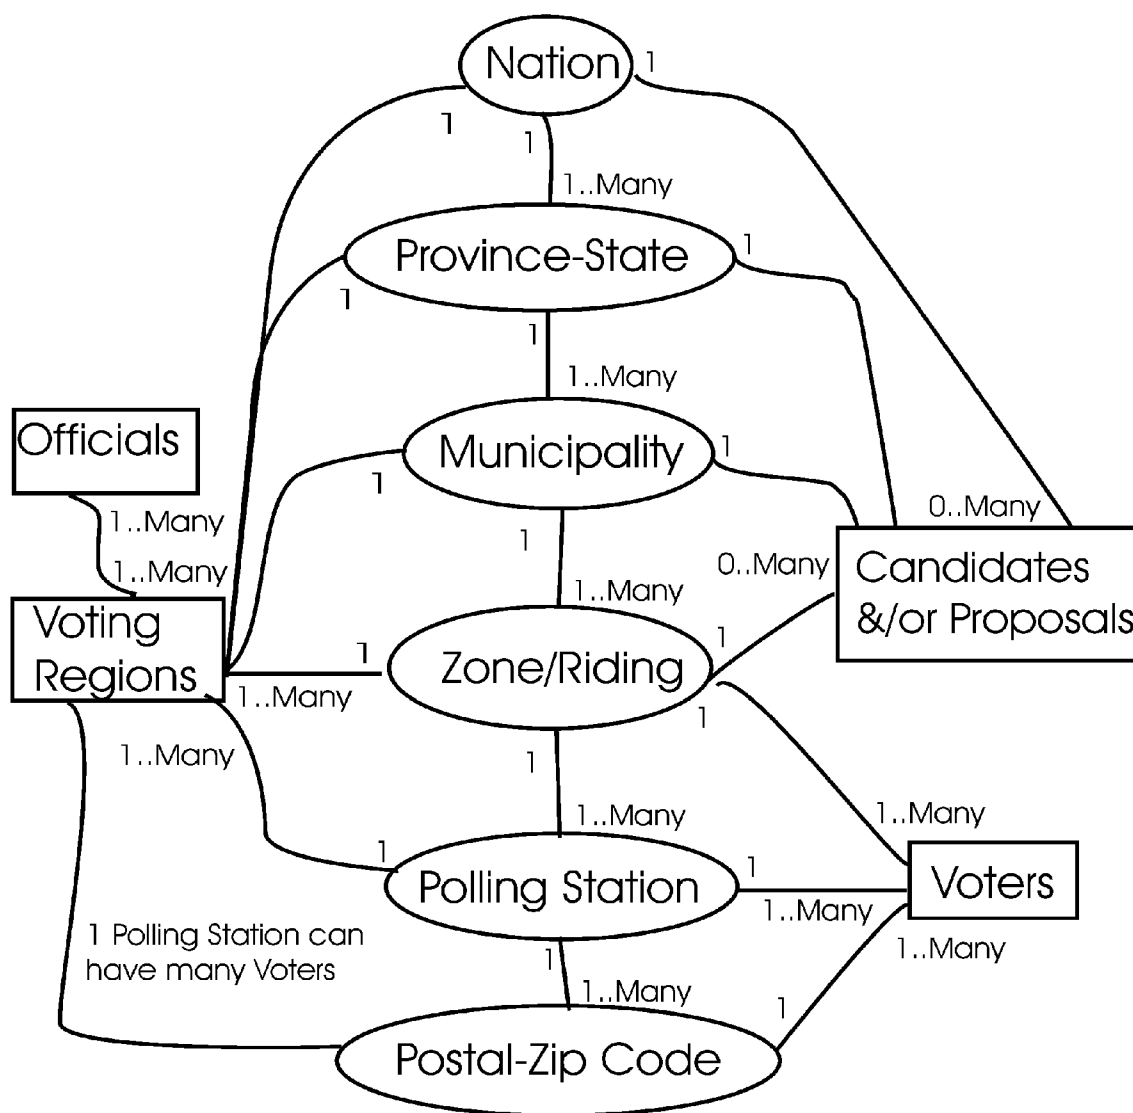 Nation
1
1
1
1..Many
Province-State
1
1
1
1..Many
Officials
Municipality
1
1
1..Many
0..Many
1
1..Many
0..Many
Candidates
&/or Proposals
1..Many
Voting
Regions
1
1..Many
Zone/Riding
1
1
1..Many
1
1..Many
1..Many
1
Polling Station
1
1..Many
Voters
1 Polling Station can
have many Voters
1
1..Many
1..Many
1
Postal-Zip Code